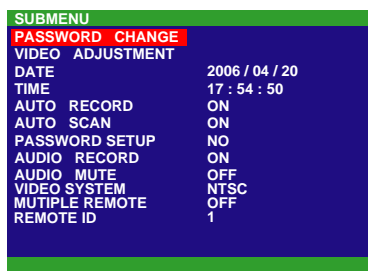 SUBMENU
PASSWORD CHANGE
VIDEO ADJUSTMENT
DATE 2006 / 04 / 20
TIME 17 : 54 : 50
AUTO RECORD ON
AUTO SCAN ON
PASSWORD SETUP NO
AUDIO RECORD ON
AUDIO MUTE OFF
VIDEO SYSTEM NTSC
MUTIPLE REMOTE OFF
REMOTE ID 1